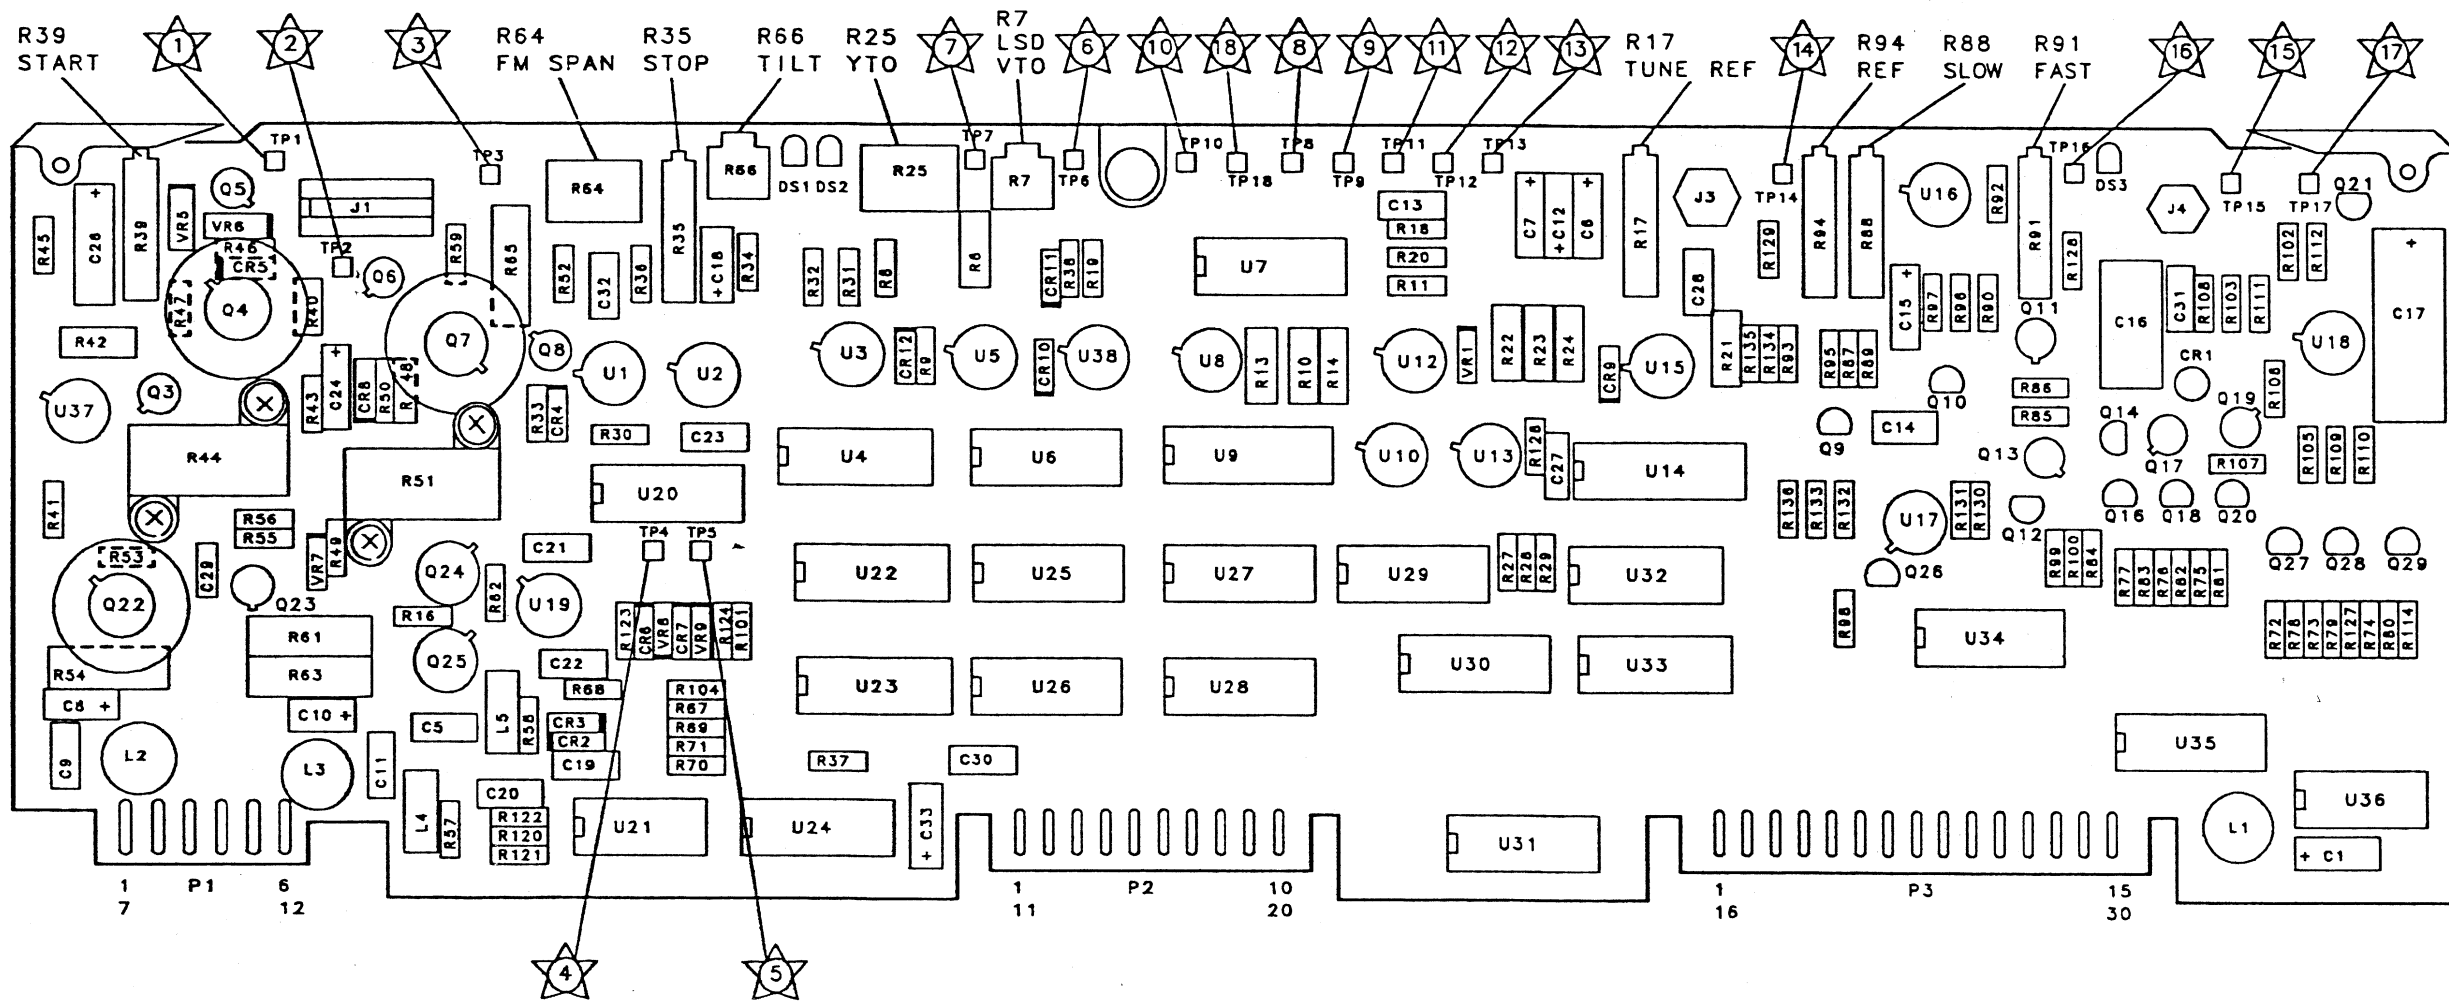 R39
START
1
2
3
R64
FM SPAN
R35
STOP
R66
TILT
R25
YTO
7
R7
LSD
VTO
6
10
18
8
9
11
12
13
R17
TUNE REF
14
R94
REF
R88
SLOW
R91
FAST
16
15
17
TP1
TP3
TP7
TP10
TP8
TP11
TP13
TP16
R45
C26
R39
VR5
Q5
VR6
R46
CR5
J1
TP2
Q6
R59
R65
R64
R35
R66
DS1
DS2
R25
R7
TP6
TP18
TP9
TP12
C13
R18
R20
R11
C7
+C12
R17
J3
TP14
R129
R94
R88
U16
R92
R91
R128
DS3
J4
TP15
TP17
Q21
R102
R112
C17
R47
Q4
R40
R52
C32
R36
+C18
R34
R32
R31
R6
CR11
R38
R19
U7
C28
C15
R97
R96
R90
Q11
C16
C31
R108
R103
R111
R42
Q7
Q8
U1
U2
U3
CR12
R9
U5
CR10
U38
U8
R13
R10
R14
U12
VR1
R22
R23
R24
CR9
U15
R21
R135
R134
R93
R95
R87
R89
CR1
U18
U37
Q3
R43
C24
CR8
R50
R48
R33
CR4
R30
C23
Q10
R86
R85
Q14
Q19
Q9
C14
R44
R51
U4
U6
U9
U10
U13
R126
C27
U14
Q13
Q17
R107
R105
R109
R110
R41
R56
R55
U20
TP4
TP5
R136
R133
R132
U17
R131
R130
Q12
Q16
Q18
Q20
R53
Q22
C29
Q23
VR7
R49
Q24
R62
C21
U19
U22
U25
U27
U29
R27
R28
R29
U32
Q26
R99
R100
R84
R77
R83
R76
R82
R75
R81
Q27
Q28
Q29
R16
R61
R63
Q25
R123
CR6
VR8
CR7
VR9
R124
R101
R98
U34
R72
R78
R73
R79
R127
R74
R80
R114
R54
C10 +
C22
R68
R104
R67
R69
R71
R70
U23
U26
U28
U30
U33
C9
L2
L3
C11
C5
L5
R58
CR3
CR2
C19
R37
C30
U35
L4
R57
C20
R122
R120
R121
U21
U24
+ C33
U31
L1
U36
+ C1
1 P1 6
7 12
1 P2 10
11 20
1 P3 15
16 30
4
5